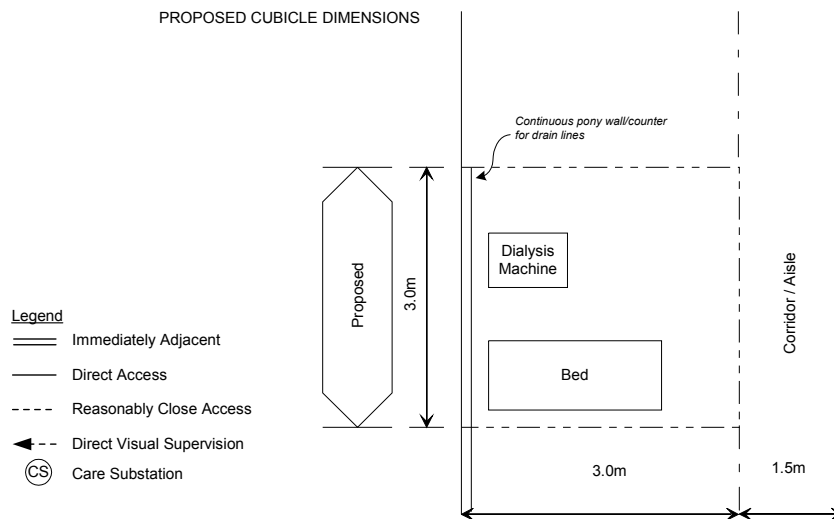 PROPOSED CUBICLE DIMENSIONS
Continuous pony wall/counter
for drain lines
Dialysis
Machine
Proposed
3.0m
Corridor / Aisle
Bed
Legend
Immediately Adjacent
Direct Access
Reasonably Close Access
Direct Visual Supervision
CS Care Substation
3.0m
1.5m